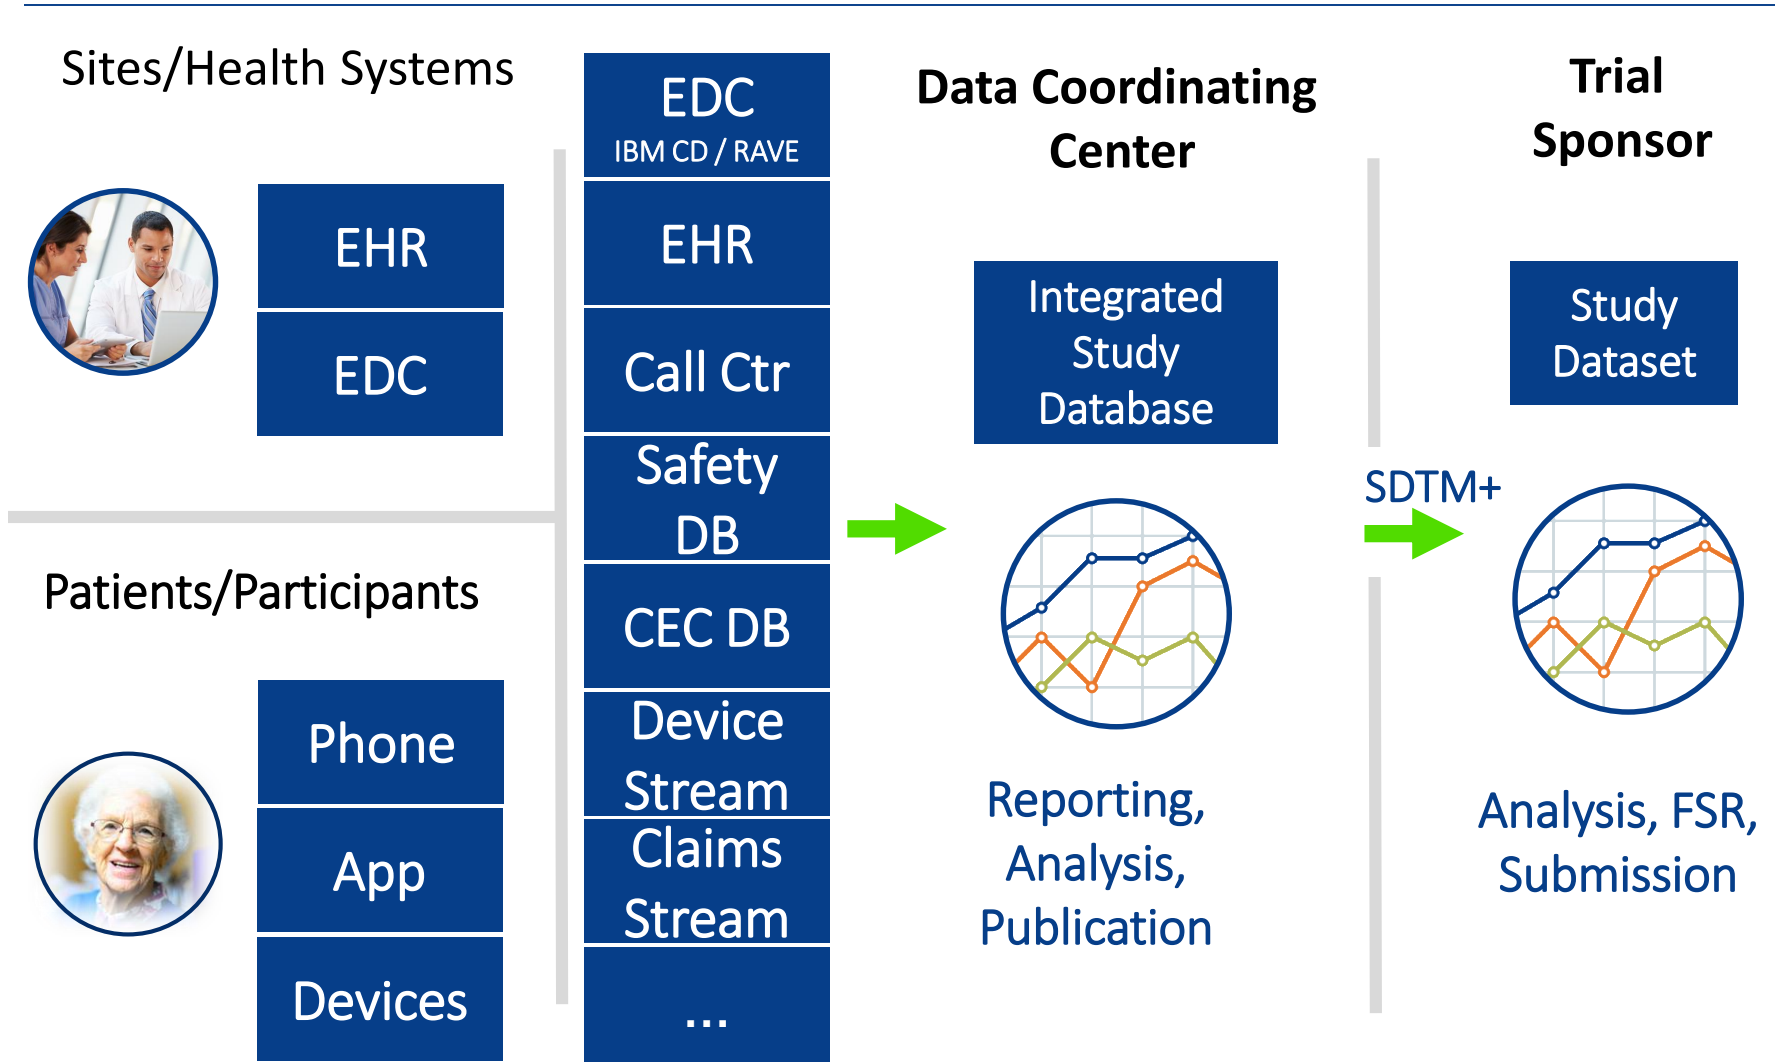 Sites/Health Systems
EHR
EDC
Patients/Participants
Phone
App
Devices
EDC
IBM CD / RAVE
EHR
Call Ctr
Safety
DB
CEC DB
Device
Stream
Claims
Stream
...
Data Coordinating
Center
Integrated
Study
Database
Reporting,
Analysis,
Publication
SDTM+
Trial
Sponsor
Study
Dataset
Analysis, FSR,
Submission